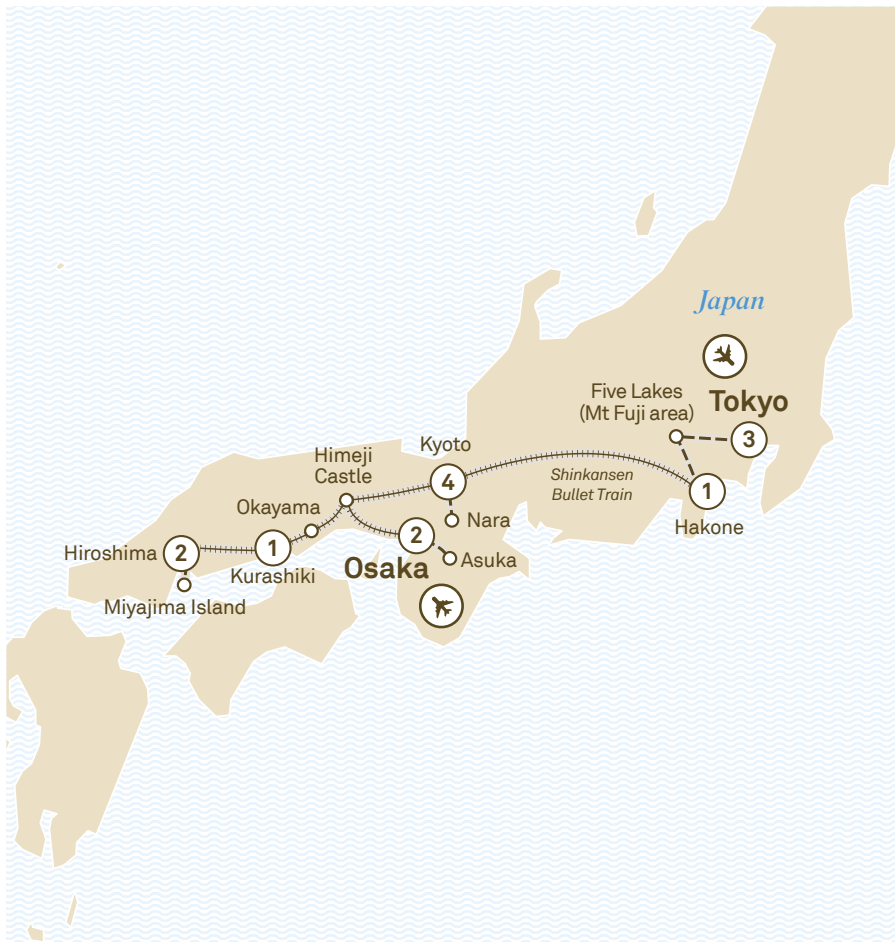 Japan
Five Lakes
(Mt Fuji area)
Tokyo
3
Kyoto
Himeji
Castle
4
Shinkansen
Bullet Train
1
Hakone
Okayama
Nara
Hiroshima
2
1
2
Asuka
Kurashiki
Osaka
Miyajima Island